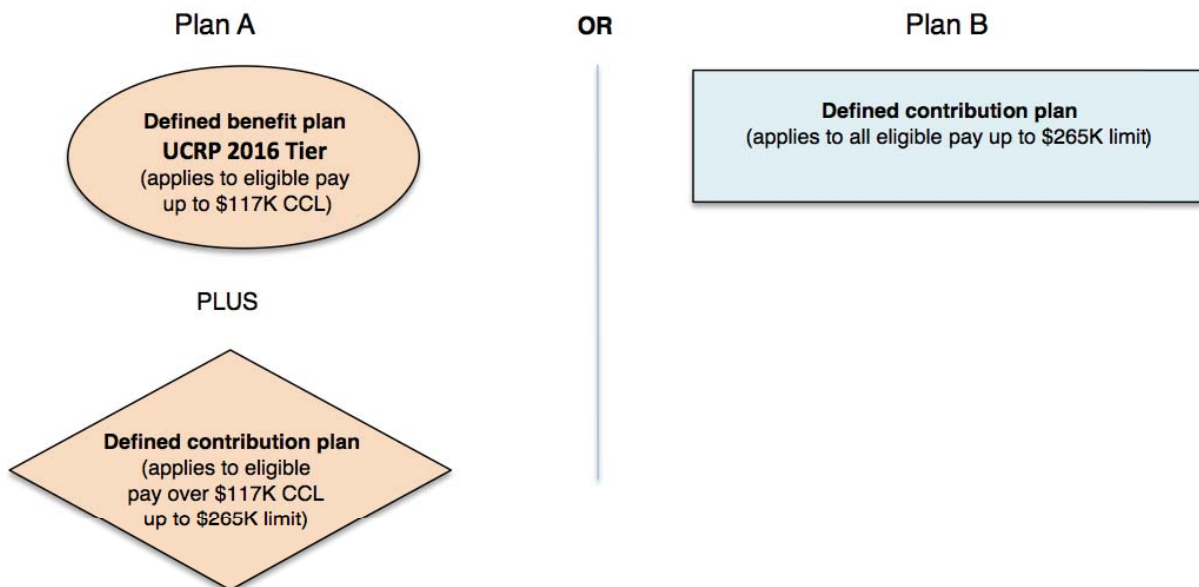 Plan A
OR
Plan B
Defined benefit plan
UCRP 2016 Tier
(applies to eligible pay
up to $117K CCL)
Defined contribution plan
(applies to all eligible pay up to $265K limit)
PLUS
Defined contribution plan
(applies to eligible
pay over $117K CCL
up to $265K limit)